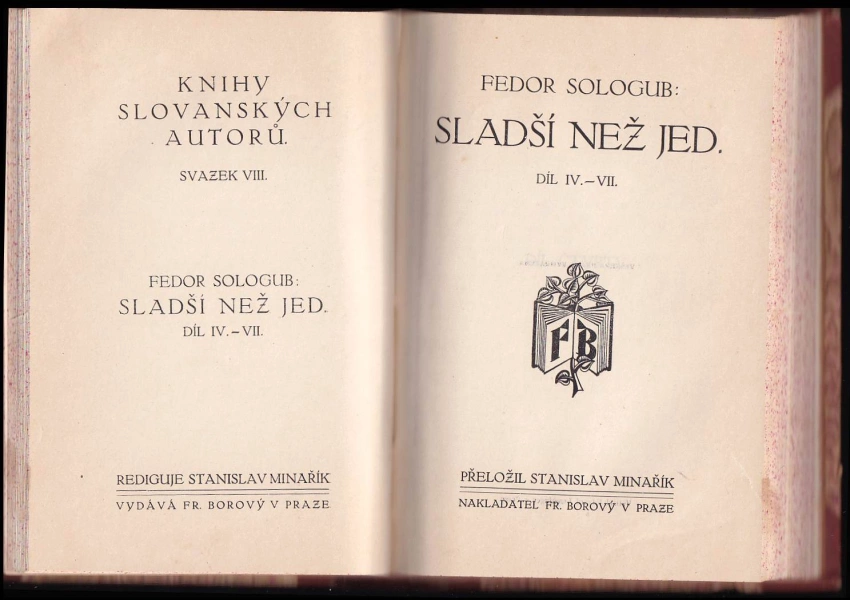 KNIHY
SLOVANSKÝCH
AUTORŮ.
SVAZEK VIII.
FEDOR SOLOGUB:
SLADŠÍ NEŽ JED.
DÍL IV.–VII.
REDIGUJE STANISLAV MINAŘÍK
VYDÁVÁ FR. BOROVÝ V PRAZE
FEDOR SOLOGUB:
SLADŠÍ NEŽ JED.
DÍL IV.–VII.
F B
PŘELOŽIL STANISLAV MINAŘÍK
NAKLADATEL FR. BOROVÝ V PRAZE